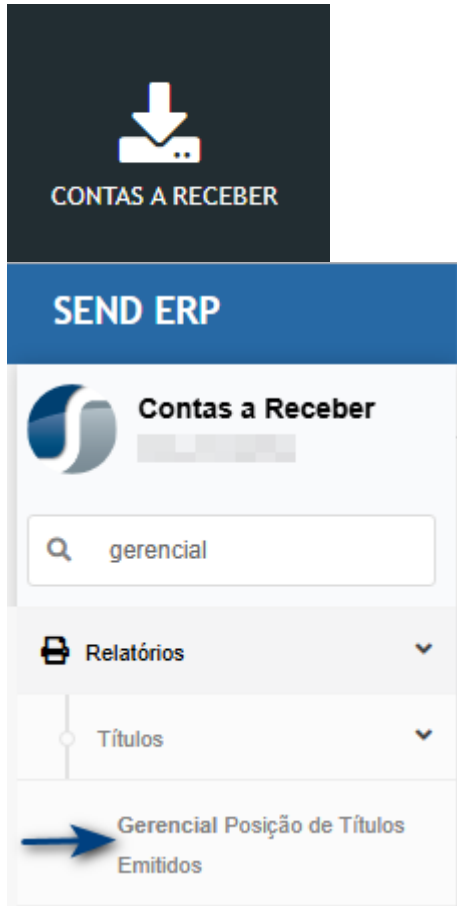 CONTAS A RECEBER
SEND ERP
Contas a Receber
gerencial
Relatórios
Títulos
Gerencial Posição de Títulos
Emitidos